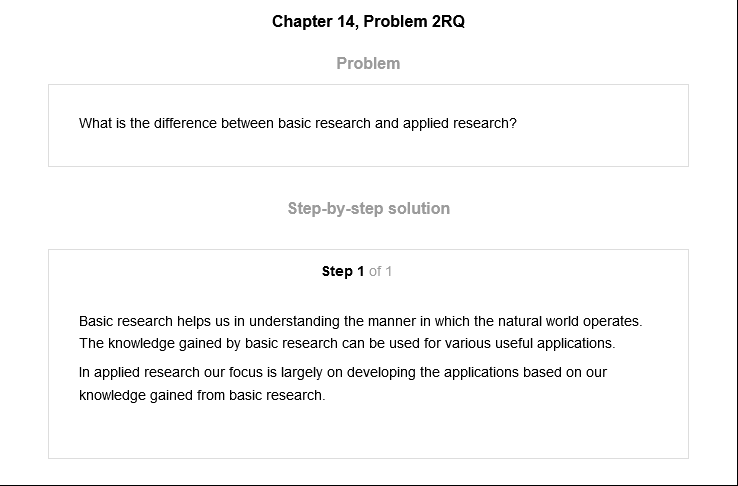 Chapter 14, Problem 2RQ
Problem
What is the difference between basic research and applied research?
Step-by-step solution
Step 1 of 1
Basic research helps us in understanding the manner in which the natural world operates.
The knowledge gained by basic research can be used for various useful applications.
In applied research our focus is largely on developing the applications based on our
knowledge gained from basic research.